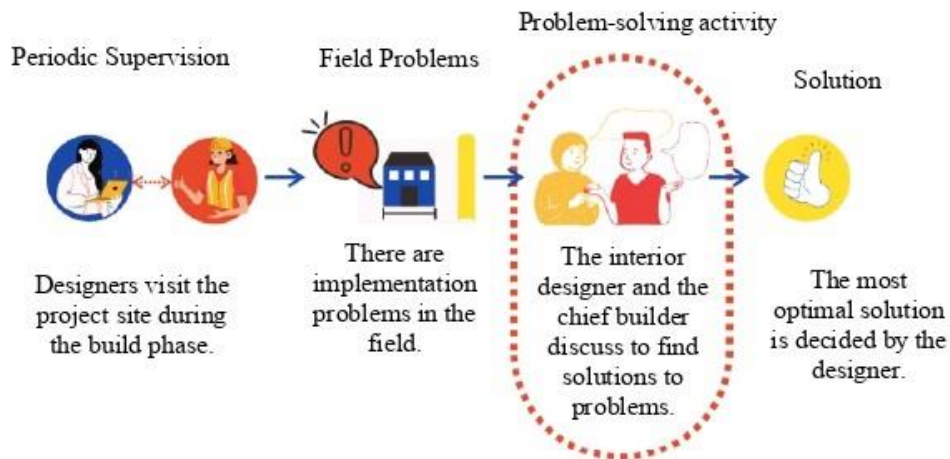 Periodic Supervision
Designers visit the
project site during
the build phase.
Field Problems
There are
implementation
problems in the
field.
Problem-solving activity
The interior
designer and the
chief builder
discuss to find
solutions to
problems.
Solution
The most
optimal solution
is decided by the
designer.